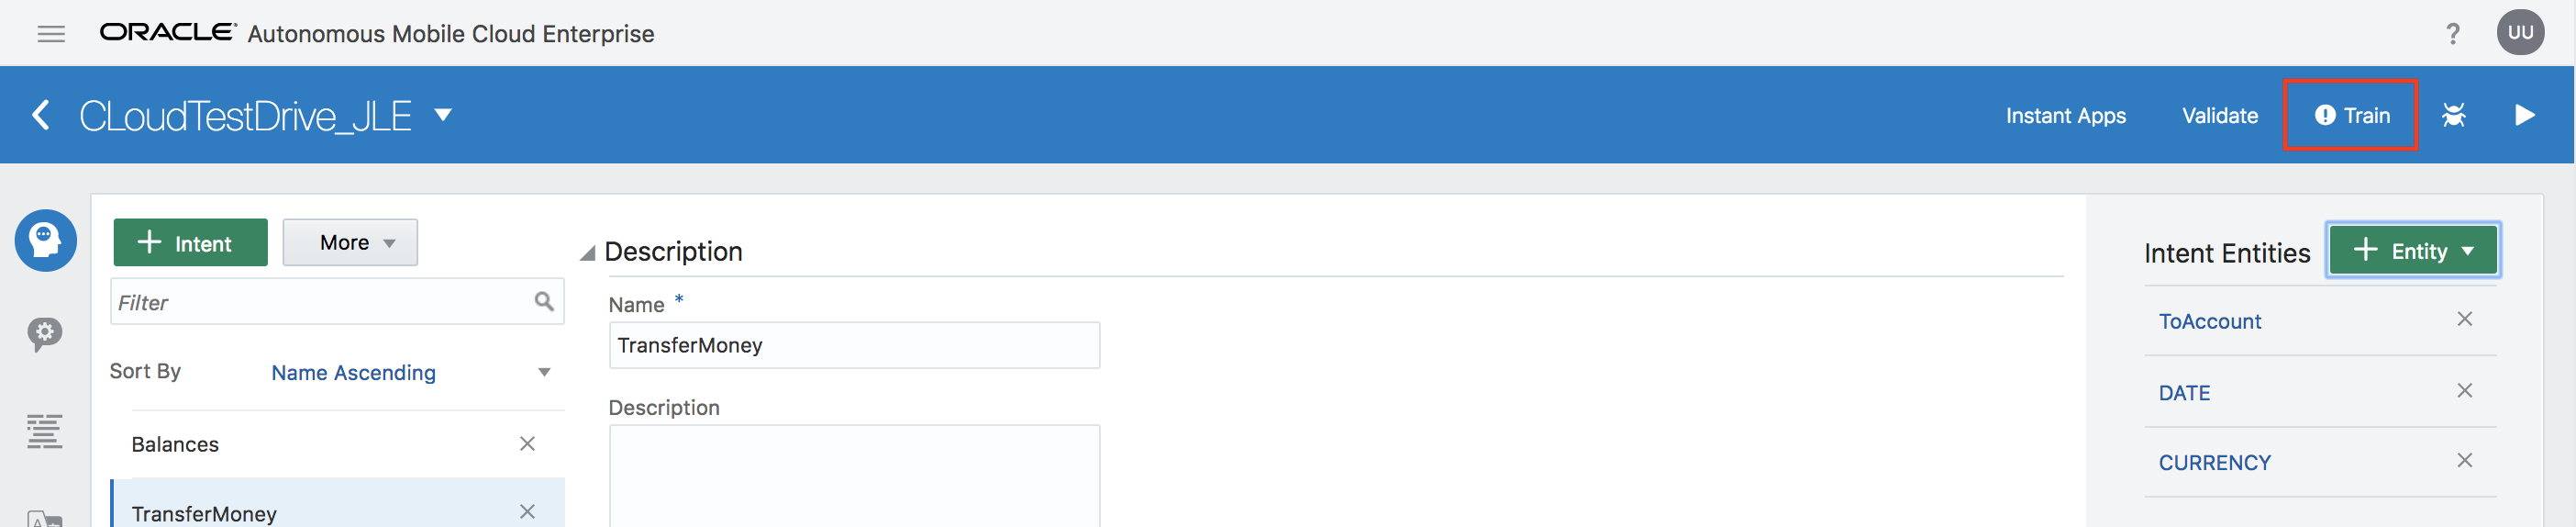 ORACLE Autonomous Mobile Cloud Enterprise
?
UU
CLoudTestDrive_JLE
Instant Apps
Validate
Train
+ Intent
More
Filter
Sort By
Name Ascending
Balances
TransferMoney
Description
Name *
TransferMoney
Description
Intent Entities
+ Entity
ToAccount
DATE
CURRENCY